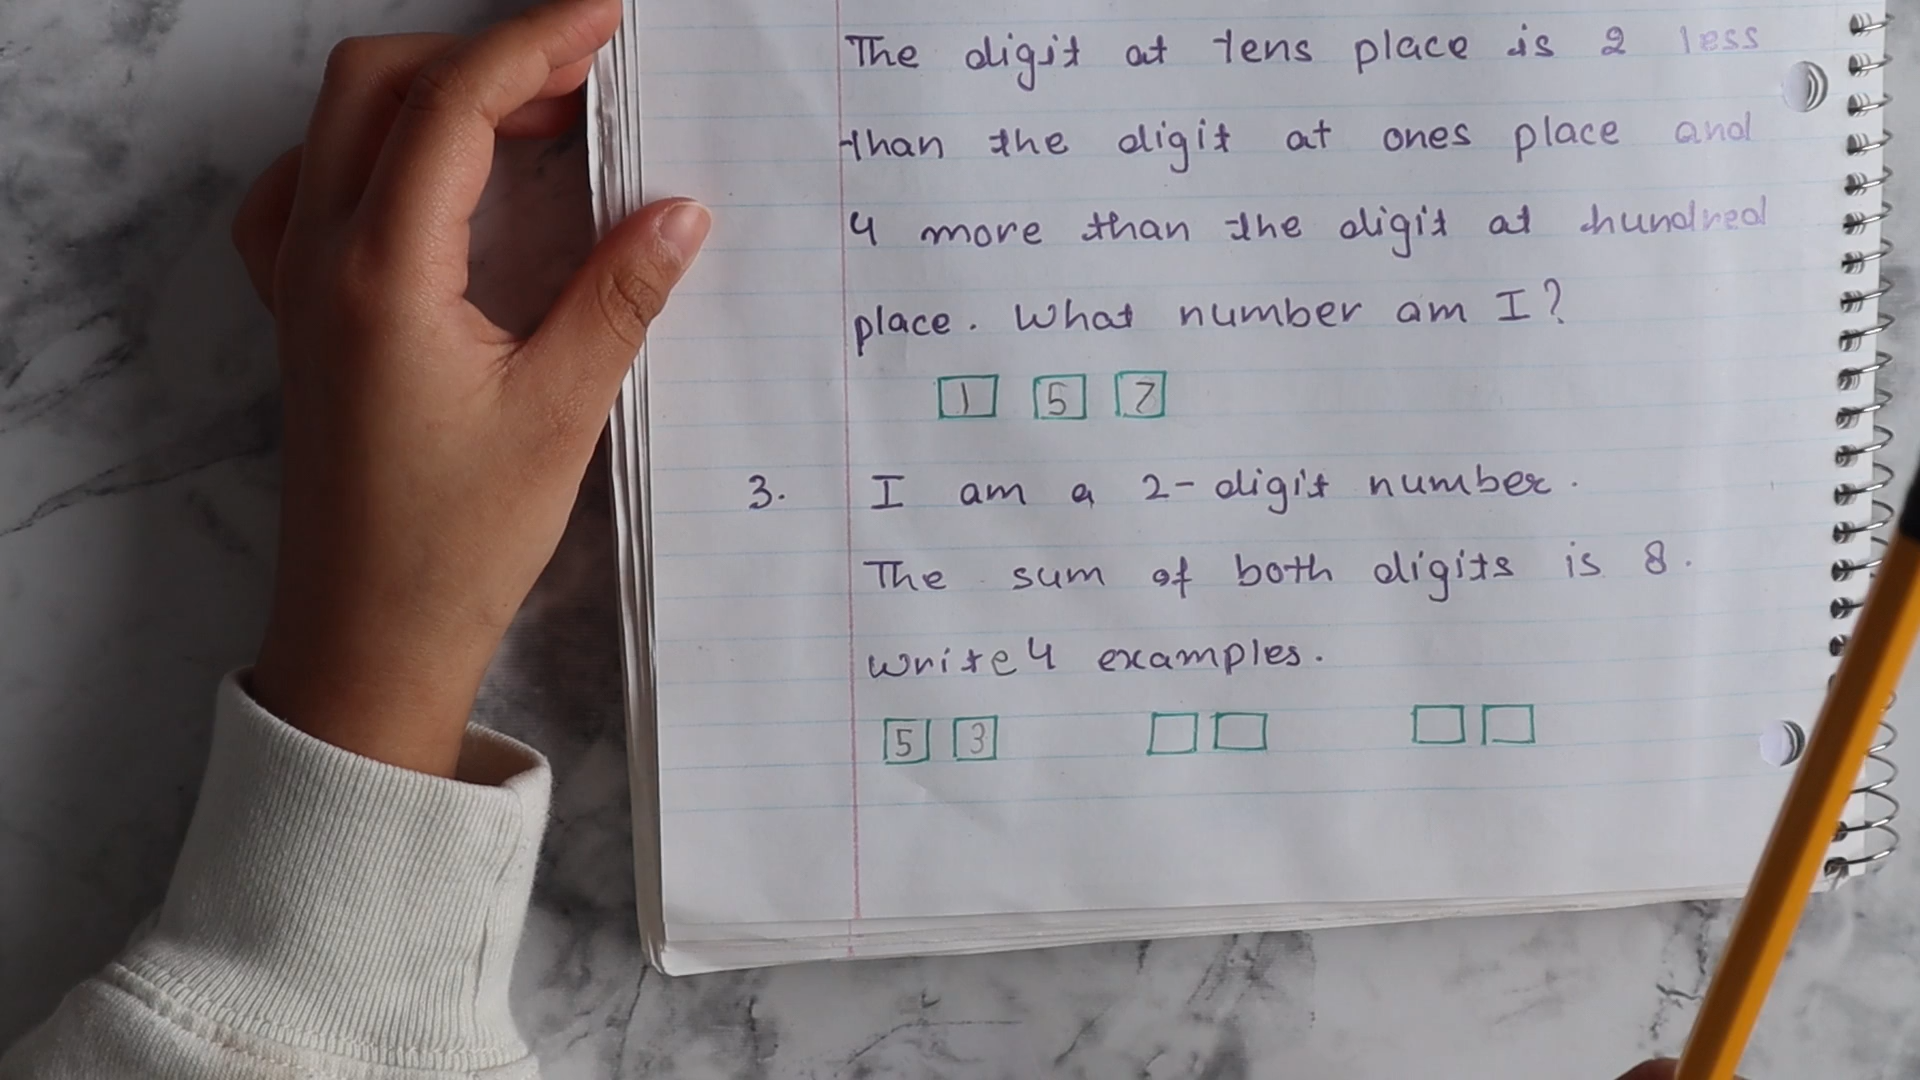 The digit at tens place is 2 less
than the digit at ones place and
4 more than the digit at hundred
place. What number am I?
1 5 7
3. I am a 2-digit number.
The sum of both digits is 8.
write 4 examples.
5 3